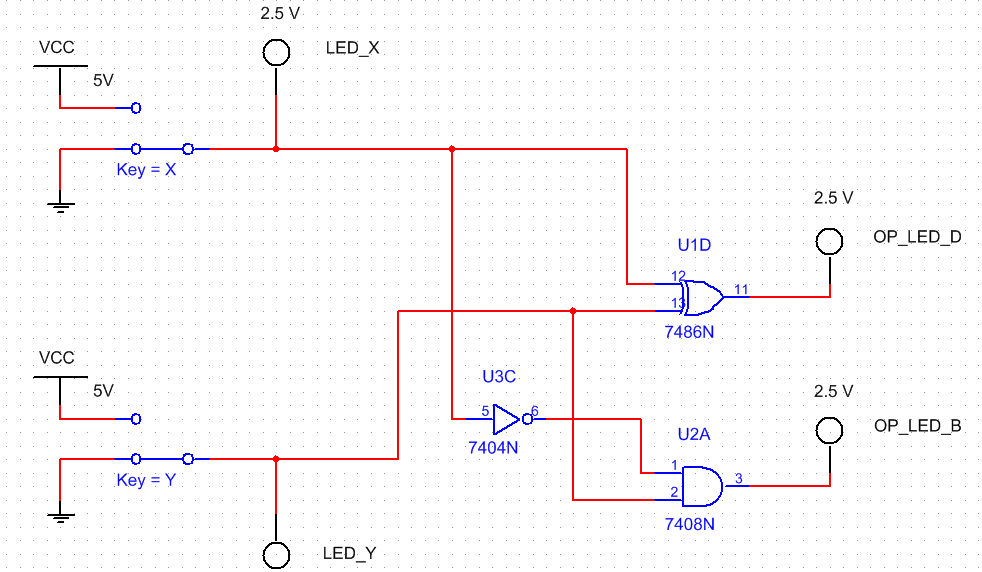 2.5 V
VCC
LED_X
5V
Key = X
2.5 V
OP_LED_D
U1D
12
11
13
7486N
VCC
5V
U3C
2.5 V
5
6
7404N
OP_LED_B
U2A
1
3
2
Key = Y
7408N
LED_Y